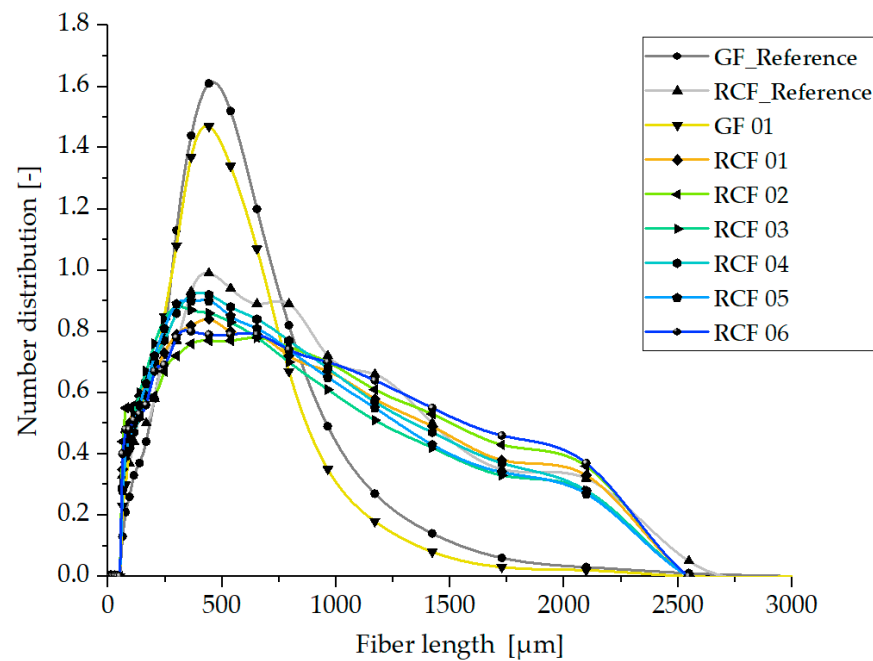 1.8
1.6
1.4
1.2
1.0
0.8
0.6
0.4
0.2
0.0
Number distribution [-]
0
500
1000
1500
2000
2500
3000
Fiber length [µm]
GF_Reference
RCF_Reference
GF 01
RCF 01
RCF 02
RCF 03
RCF 04
RCF 05
RCF 06